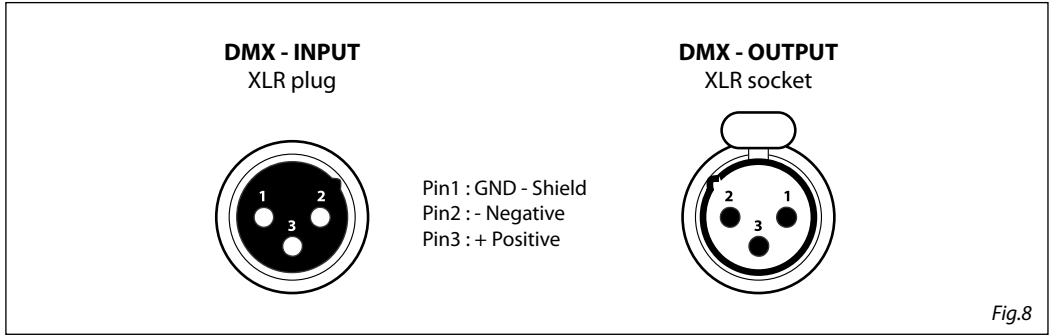 DMX - INPUT
XLR plug
DMX - OUTPUT
XLR socket
1
2
3
Pin1 : GND - Shield
Pin2 : - Negative
Pin3 : + Positive
2
1
3
Fig.8